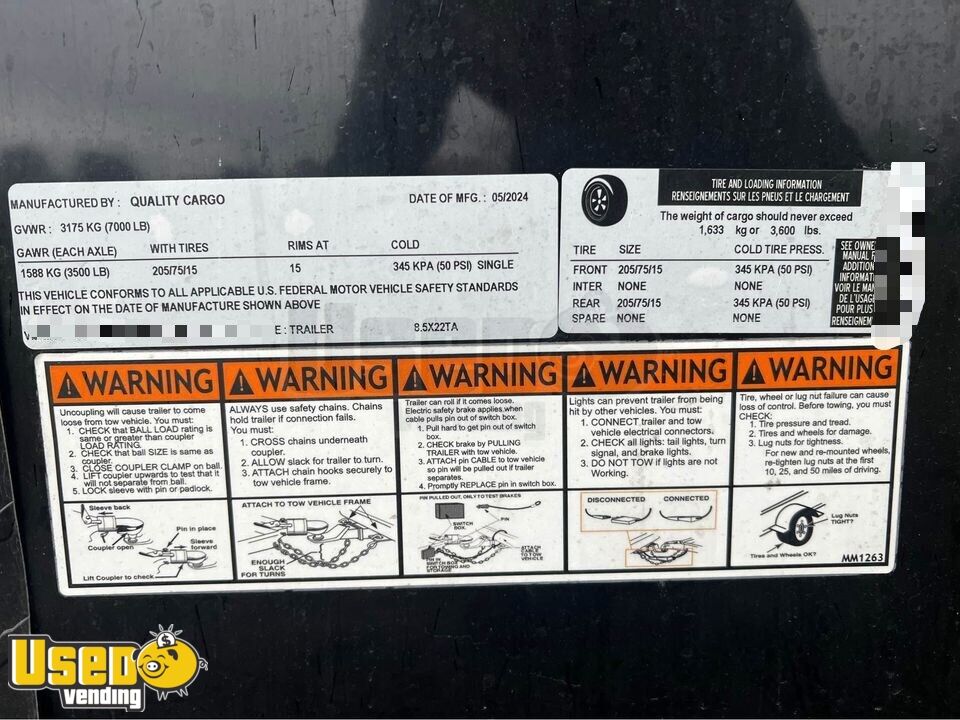 MANUFACTURED BY: QUALITY CARGO DATE OF MFG.: 05/2024
GVWR: 3175 KG (7000 LB)
GAWR (EACH AXLE) WITH TIRES RIMS AT COLD
1588 KG (3500 LB) 205/75/15 15 345 KPA (50 PSI) SINGLE
THIS VEHICLE CONFORMS TO ALL APPLICABLE U.S. FEDERAL MOTOR VEHICLE SAFETY STANDARDS
IN EFFECT ON THE DATE OF MANUFACTURE SHOWN ABOVE
E: TRAILER 8.5X22TA
TIRE AND LOADING INFORMATION
RENSEIGNEMENTS SUR LES PNEUS ET LE CHARGEMENT
The weight of cargo should never exceed
1,633 kg or 3,600 lbs.
TIRE SIZE COLD TIRE PRESS.
FRONT 205/75/15 345 KPA (50 PSI)
INTER NONE NONE
REAR 205/75/15 345 KPA (50 PSI)
SPARE NONE NONE
SEE OWNE
MANUAL F
ADDITION
INFORMATI
VOIR LE MAN
DE L'USAG
POUR PLUS
RENSEIGNEM
WARNING
Uncoupling will cause trailer to come
loose from tow vehicle. You must:
1. CHECK that BALL LOAD rating is
same or greater than coupler
LOAD RATING.
2. CHECK that ball SIZE is same as
coupler.
3. CLOSE COUPLER CLAMP on ball.
4. LIFT coupler upwards to test that it
will not separate from ball.
5. LOCK sleeve with pin or padlock.
Sleeve back
Pin in place
Coupler open
Sleeve
forward
Lift Coupler to check
WARNING
ALWAYS use safety chains. Chains
hold trailer if connection fails.
You must:
1. CROSS chains underneath
coupler.
2. ALLOW slack for trailer to turn.
3. ATTACH chain hooks securely to
tow vehicle frame.
ATTACH TO TOW VEHICLE FRAME
ENOUGH
SLACK
FOR TURNS
WARNING
Trailer can roll if it comes loose.
Electric safety brake applies when
cable pulls pin out of switch box.
1. Pull hard to get pin out of switch
box.
2. CHECK brake by PULLING
TRAILER with tow vehicle.
3. ATTACH pin CABLE to tow vehicle
so pin will be pulled out if trailer
separates.
4. Promptly REPLACE pin in switch box.
PIN PULLED OUT, ONLY TO TEST BRAKES
SWITCH
BOX
PIN
ATTACH
CABLE
TO TOW
VEHICLE
PIN IN
SWITCH BOX
FOR TOWING AND
STORAGE
WARNING
Lights can prevent trailer from being
hit by other vehicles. You must:
1. CONNECT trailer and tow
vehicle electrical connectors.
2. CHECK all lights: tail lights, turn
signal, and brake lights.
3. DO NOT TOW if lights are not
Working.
DISCONNECTED CONNECTED
WARNING
Tire, wheel or lug nut failure can cause
loss of control. Before towing, you must
CHECK:
1. Tire pressure and tread.
2. Tires and wheels for damage.
3. Lug nuts for tightness.
For new and re-mounted wheels,
re-tighten lug nuts at the first
10, 25, and 50 miles of driving.
Lug Nuts
TIGHT?
Tires and Wheels OK?
MM1263
USED
vending